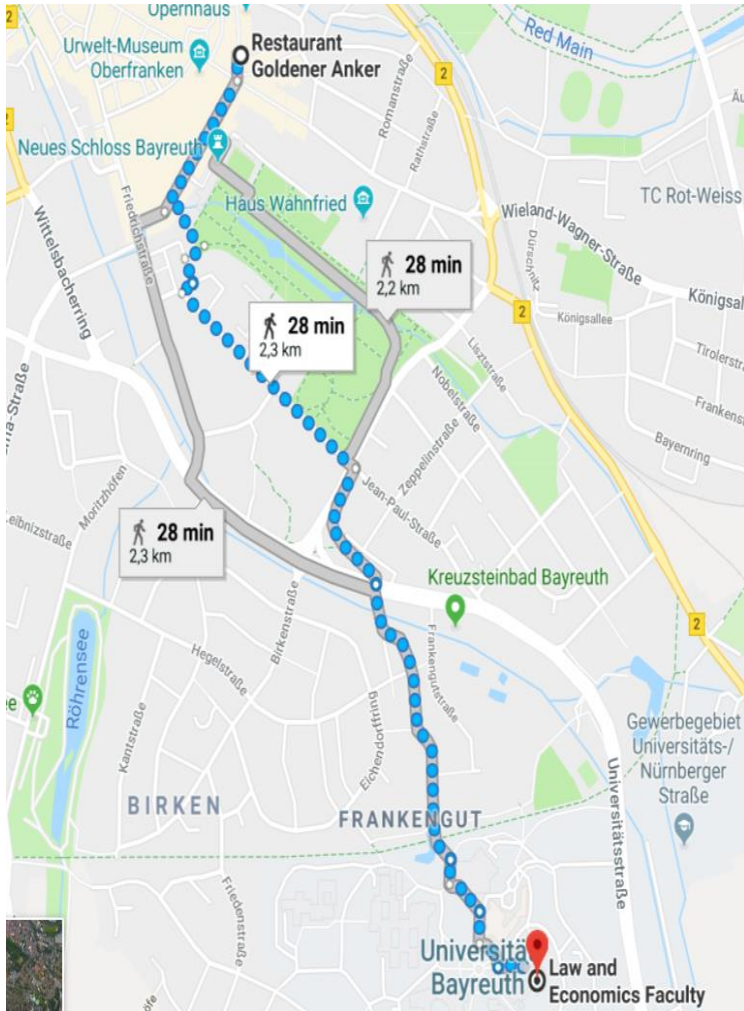 Opernhaus
Urwelt-Museum
Oberfranken
Restaurant
Goldener Anker
Red Main
2
2
Romanstraße
Rathstraße
Neues Schloss Bayreuth
Haus Wahnfried
TC Rot-Weiss
Friedrichstraße
Wittelsbacherring
Wieland-Wagner-Straße
Dürschnitz
Königsallee
28 min
2,2 km
28 min
2,3 km
2
Lisztstraße
Nobelstraße
Zeppelinstraße
Tirolerstra
Bayernring
Moritzhöfen
Leibnizstraße
Jean-Paul-Straße
28 min
2,3 km
Kreuzsteinbad Bayreuth
2
Birkenstraße
Hegelstraße
Frankengutstraße
Röhrensee
Kantstraße
Eichendorffring
Gewerbegebiet
Universitäts-/
Nürnberger
Straße
BIRKEN
FRANKENGUT
Universitätsstraße
Friedenstraße
Universitä
Bayreuth
Law and
Economics Faculty